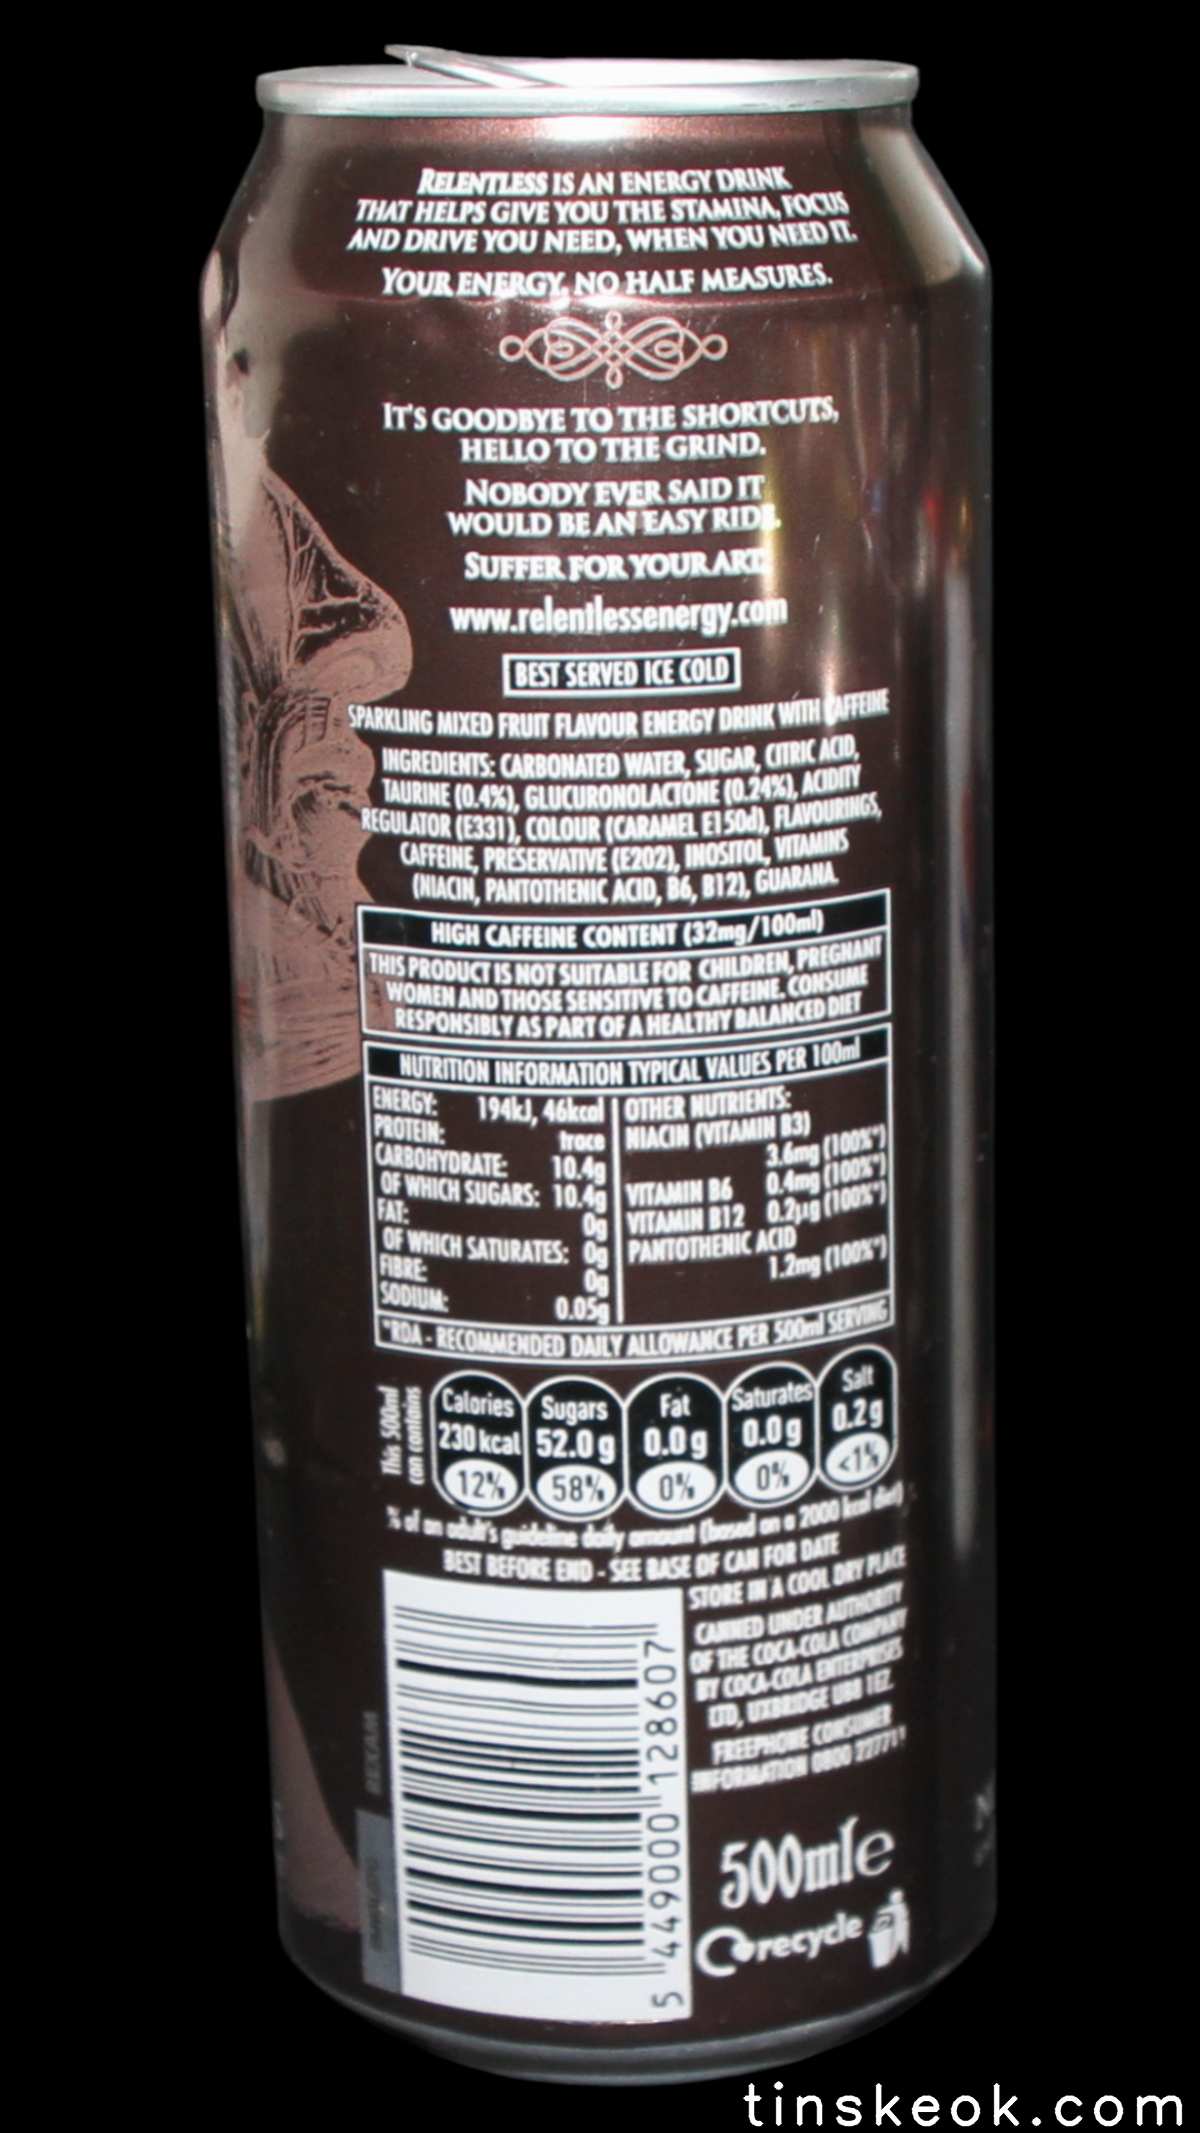 RELENTLESS IS AN ENERGY DRINK
THAT HELPS GIVE YOU THE STAMINA, FOCUS
AND DRIVE YOU NEED, WHEN YOU NEED IT.
YOUR ENERGY, NO HALF MEASURES.
IT'S GOODBYE TO THE SHORTCUTS,
HELLO TO THE GRIND.
NOBODY EVER SAID IT
WOULD BE AN EASY RIDE.
SUFFER FOR YOUR ART.
www.relentlessenergy.com
BEST SERVED ICE COLD
SPARKLING MIXED FRUIT FLAVOUR ENERGY DRINK WITH CAFFEINE
INGREDIENTS: CARBONATED WATER, SUGAR, CITRIC ACID,
TAURINE (0.4%), GLUCURONOLACTONE (0.24%), ACIDITY
REGULATOR (E331), COLOUR (CARAMEL E150d), FLAVOURINGS,
CAFFEINE, PRESERVATIVE (E202), INOSITOL, VITAMINS
(NIACIN, PANTOTHENIC ACID, B6, B12), GUARANA.
HIGH CAFFEINE CONTENT (32mg/100ml)
THIS PRODUCT IS NOT SUITABLE FOR CHILDREN, PREGNANT
WOMEN AND THOSE SENSITIVE TO CAFFEINE. CONSUME
RESPONSIBLY AS PART OF A HEALTHY BALANCED DIET
NUTRITION INFORMATION TYPICAL VALUES PER 100ml
ENERGY: 194kJ, 46kcal
PROTEIN: trace
CARBOHYDRATE: 10.4g
OF WHICH SUGARS: 10.4g
FAT: 0g
OF WHICH SATURATES: 0g
FIBRE: 0g
SODIUM: 0.05g
OTHER NUTRIENTS:
NIACIN (VITAMIN B3)
3.6mg (100%*)
VITAMIN B6 0.4mg (100%*)
VITAMIN B12 0.2µg (100%*)
PANTOTHENIC ACID
1.2mg (100%*)
*RDA - RECOMMENDED DAILY ALLOWANCE PER 500ml SERVING
This 500ml
can contains
Calories
230 kcal
12%
Sugars
52.0 g
58%
Fat
0.0 g
0%
Saturates
0.0 g
0%
Salt
0.2 g
<1%
% of an adult's guideline daily amount (based on a 2000 kcal diet)
BEST BEFORE END - SEE BASE OF CAN FOR DATE
STORE IN A COOL DRY PLACE
CANNED UNDER AUTHORITY
OF THE COCA-COLA COMPANY
BY COCA-COLA ENTERPRISES
LTD, UXBRIDGE UB8 1EZ.
FREEPHONE CONSUMER
INFORMATION 0800 227711
REXAM
5 449000 128607
500ml e
recycle
tinskeok.com